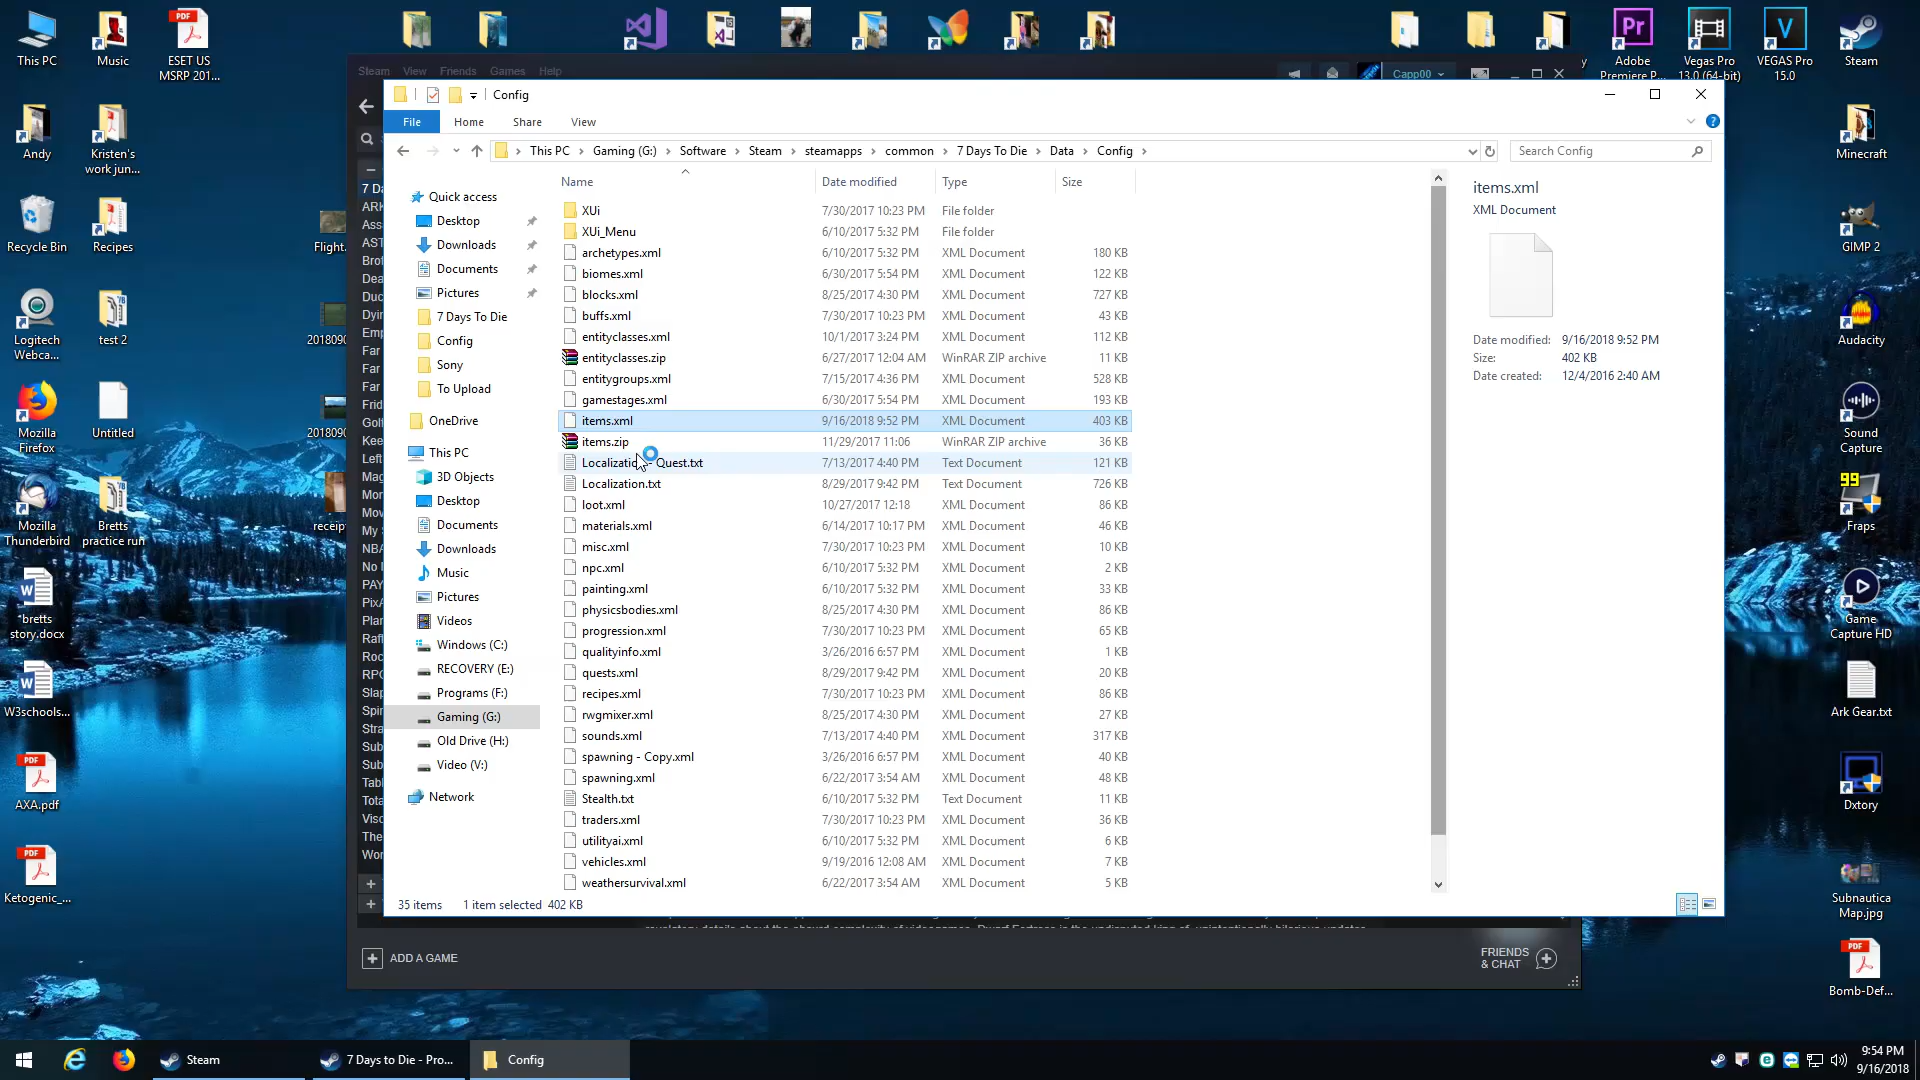 This PC
Music
ESET US
MSRP 201...
Adobe
Premiere P...
Vegas Pro
13.0 (64-bit)
VEGAS Pro
15.0
Steam
Steam View Friends Games Help
Capp00
Config
File Home Share View
This PC > Gaming (G:) > Software > Steam > steamapps > common > 7 Days To Die > Data > Config >
Search Config
Name Date modified Type Size
XUi 7/30/2017 10:23 PM File folder
XUi_Menu 6/10/2017 5:32 PM File folder
archetypes.xml 6/10/2017 5:32 PM XML Document 180 KB
biomes.xml 6/30/2017 5:54 PM XML Document 122 KB
blocks.xml 8/25/2017 4:30 PM XML Document 727 KB
buffs.xml 7/30/2017 10:23 PM XML Document 43 KB
entityclasses.xml 10/1/2017 3:24 PM XML Document 112 KB
entityclasses.zip 6/27/2017 12:04 AM WinRAR ZIP archive 11 KB
entitygroups.xml 7/15/2017 4:36 PM XML Document 528 KB
gamestages.xml 6/30/2017 5:54 PM XML Document 193 KB
items.xml 9/16/2018 9:52 PM XML Document 403 KB
items.zip 11/29/2017 11:06 WinRAR ZIP archive 36 KB
Localization - Quest.txt 7/13/2017 4:40 PM Text Document 121 KB
Localization.txt 8/29/2017 9:42 PM Text Document 726 KB
loot.xml 10/27/2017 12:18 XML Document 86 KB
materials.xml 6/14/2017 10:17 PM XML Document 46 KB
misc.xml 7/30/2017 10:23 PM XML Document 10 KB
npc.xml 6/10/2017 5:32 PM XML Document 2 KB
painting.xml 6/10/2017 5:32 PM XML Document 33 KB
physicsbodies.xml 8/25/2017 4:30 PM XML Document 86 KB
progression.xml 7/30/2017 10:23 PM XML Document 65 KB
qualityinfo.xml 3/26/2016 6:57 PM XML Document 1 KB
quests.xml 8/29/2017 9:42 PM XML Document 20 KB
recipes.xml 7/30/2017 10:23 PM XML Document 86 KB
rwgmixer.xml 8/25/2017 4:30 PM XML Document 27 KB
sounds.xml 7/13/2017 4:40 PM XML Document 317 KB
spawning - Copy.xml 3/26/2016 6:57 PM XML Document 40 KB
spawning.xml 6/22/2017 3:54 AM XML Document 48 KB
Stealth.txt 6/10/2017 5:32 PM Text Document 11 KB
traders.xml 7/30/2017 10:23 PM XML Document 36 KB
utilityai.xml 6/10/2017 5:32 PM XML Document 6 KB
vehicles.xml 9/19/2016 12:08 AM XML Document 7 KB
weathersurvival.xml 6/22/2017 3:54 AM XML Document 5 KB
Quick access
Desktop
Downloads
Documents
Pictures
7 Days To Die
Config
Sony
To Upload
OneDrive
This PC
3D Objects
Desktop
Documents
Downloads
Music
Pictures
Videos
Windows (C:)
RECOVERY (E:)
Programs (F:)
Gaming (G:)
Old Drive (H:)
Video (V:)
Network
items.xml
XML Document
Date modified: 9/16/2018 9:52 PM
Size: 402 KB
Date created: 12/4/2016 2:40 AM
35 items 1 item selected 402 KB
ADD A GAME
FRIENDS
& CHAT
Andy
Kristen's
work jun...
Recycle Bin
Recipes
Flight.
Logitech
Webca...
test 2
Mozilla
Firefox
Untitled
Mozilla
Thunderbird
Bretts
practice run
*bretts
story.docx
W3schools...
AXA.pdf
Ketogenic_...
Minecraft
GIMP 2
Audacity
Sound
Capture
99
Fraps
Game
Capture HD
Ark Gear.txt
Dxtory
Subnautica
Map.jpg
Bomb-Def...
Steam
7 Days to Die - Pro...
Config
9:54 PM
9/16/2018